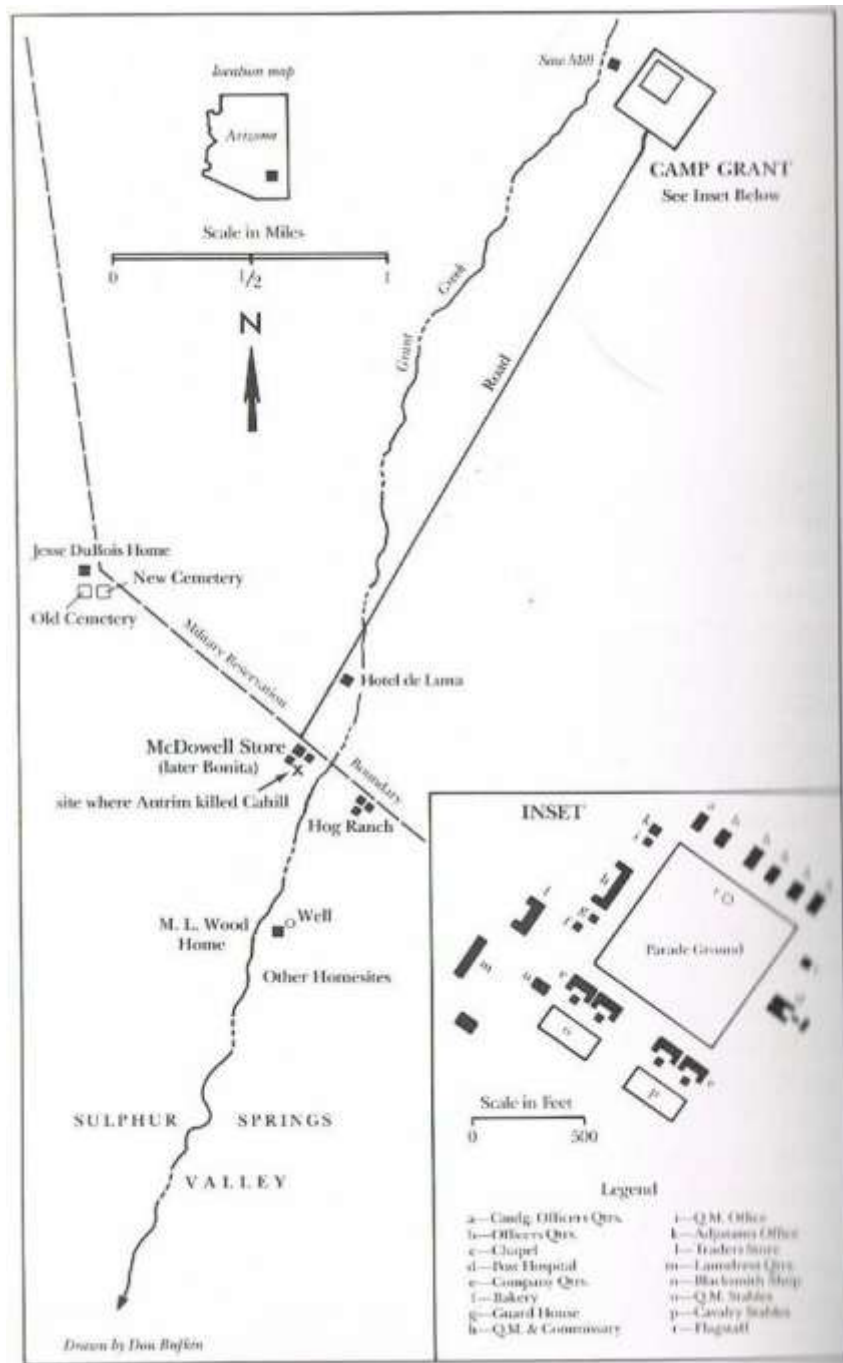 location map
Arizona
Scale in Miles
0
1/2
1
N
Saw Mill
CAMP GRANT
See Inset Below
Grant
Creek
Road
Jesse DuBois Home
New Cemetery
Old Cemetery
Military Reservation
Boundary
Hotel de Luna
McDowell Store
(later Bonita)
site where Antrim killed Cahill
Hog Ranch
Well
M. L. Wood
Home
Other Homesites
SULPHUR SPRINGS
VALLEY
Drawn by Don Bufkin
INSET
a
b
k
i
h
l
g
f
r
Parade Ground
m
n
e
o
d
p
e
Scale in Feet
0
500
Legend
a—Comdg. Officers Qtrs.
b—Officers Qtrs.
c—Chapel
d—Post Hospital
e—Company Qtrs.
f—Bakery
g—Guard House
h—Q.M. & Commissary
i—Q.M. Office
k—Adjutants Office
l—Traders Store
m—Laundress Qtrs.
n—Blacksmith Shop
o—Q.M. Stables
p—Cavalry Stables
r—Flagstaff